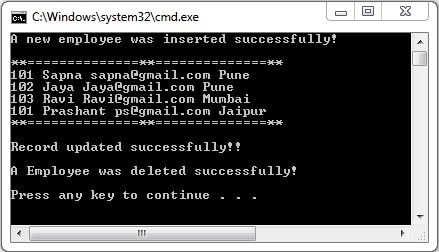 C:\Windows\system32\cmd.exe
A new employee was inserted successfully!
**==============**==============**
101 Sapna sapna@gmail.com Pune
102 Jaya Jaya@gmail.com Pune
103 Ravi Ravi@gmail.com Mumbai
101 Prashant ps@gmail.com Jaipur
**==============**==============**
Record updated successfully!!
A Employee was deleted successfully!
Press any key to continue . . .